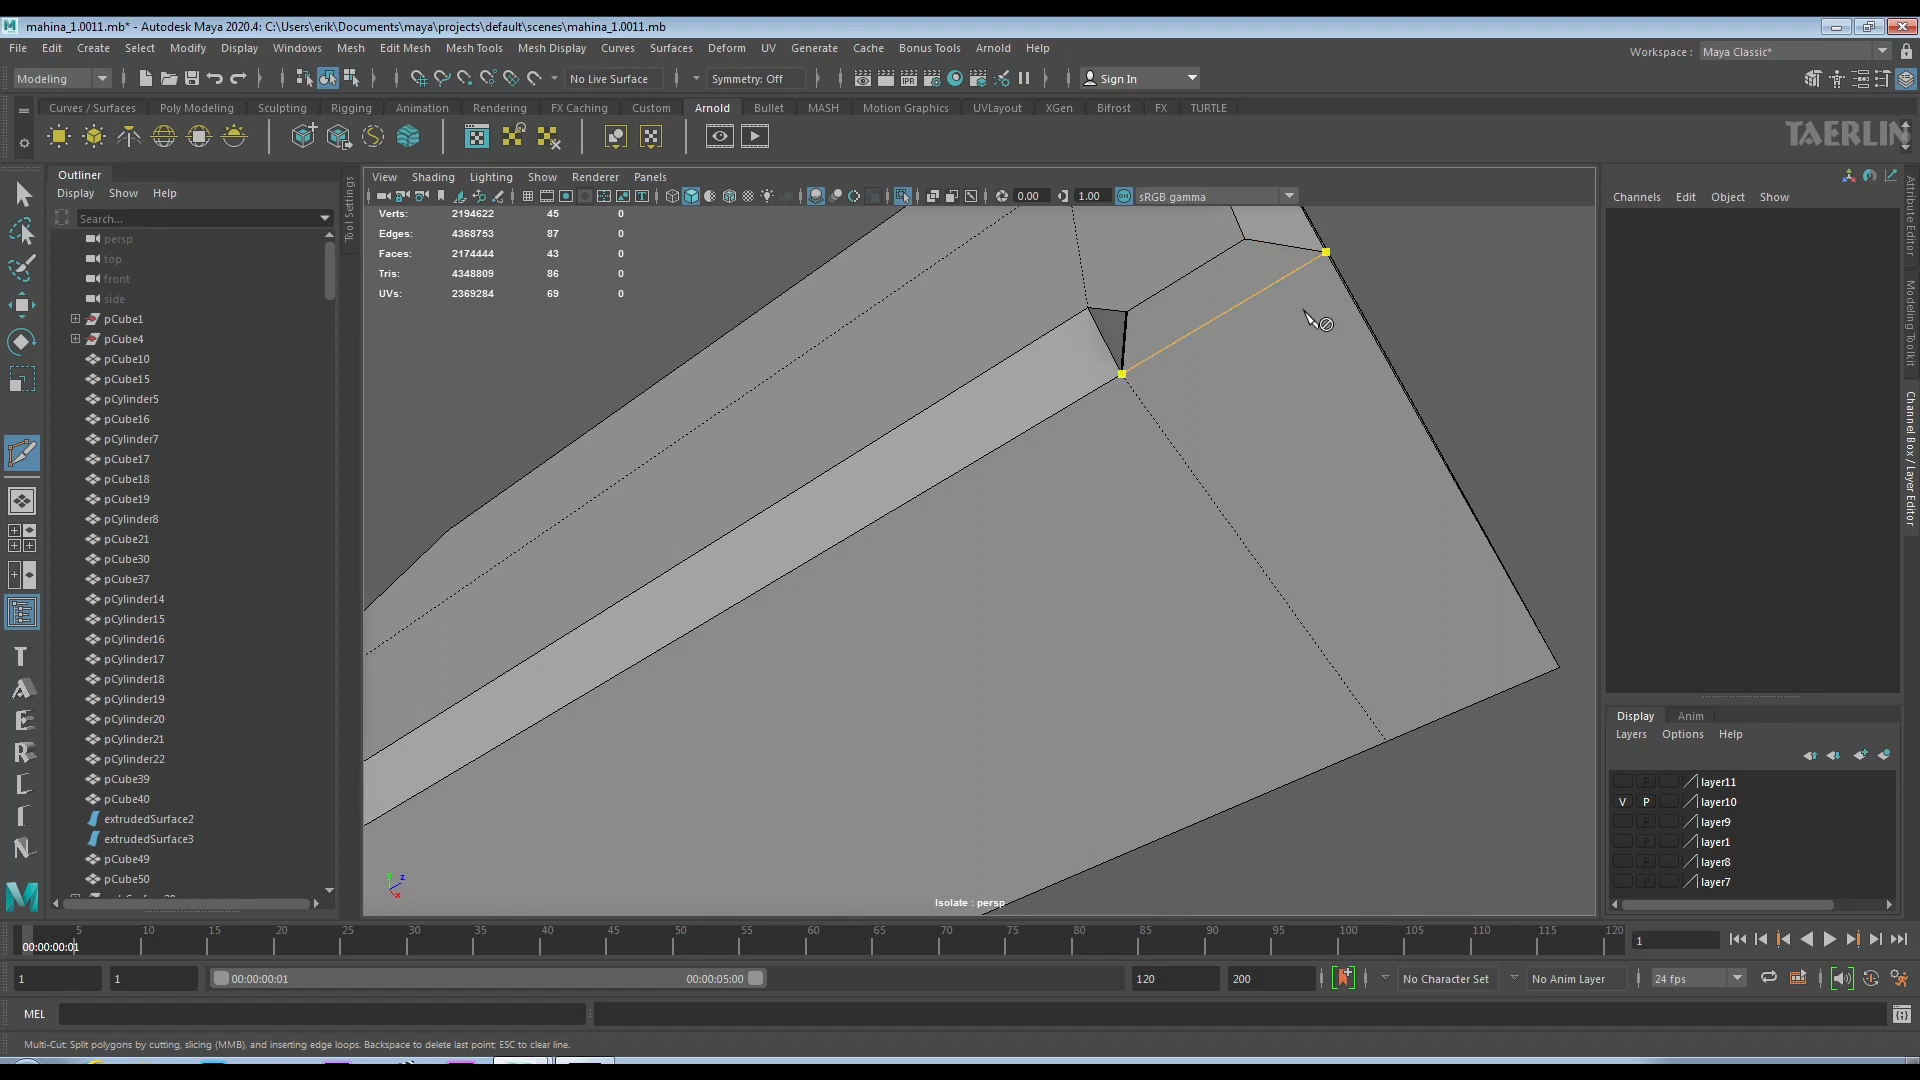 mahina_1.0011.mb* - Autodesk Maya 2020.4: C:\Users\erik\Documents\maya\projects\default\scenes\mahina_1.0011.mb
File Edit Create Select Modify Display Windows Mesh Edit Mesh Mesh Tools Mesh Display Curves Surfaces Deform UV Generate Cache Bonus Tools Arnold Help
Workspace : Maya Classic*
Modeling No Live Surface Symmetry: Off IPR Sign In
Curves / Surfaces Poly Modeling Sculpting Rigging Animation Rendering FX Caching Custom Arnold Bullet MASH Motion Graphics UVLayout XGen Bifrost FX TURTLE
TAERLIN
Outliner
Display Show Help
Search...
persp
top
front
side
pCube1
pCube4
pCube10
pCube15
pCylinder5
pCube16
pCylinder7
pCube17
pCube18
pCube19
pCylinder8
pCube21
pCube30
pCube37
pCylinder14
pCylinder15
pCylinder16
pCylinder17
pCylinder18
pCylinder19
pCylinder20
pCylinder21
pCylinder22
pCube39
pCube40
extrudedSurface2
extrudedSurface3
pCube49
pCube50
Tool Settings
View Shading Lighting Show Renderer Panels
0.00 1.00 ON sRGB gamma
Verts: 2194622 45 0
Edges: 4368753 87 0
Faces: 2174444 43 0
Tris: 4348809 86 0
UVs: 2369284 69 0
y z
x
Isolate : persp
Channels Edit Object Show
Attribute Editor
Modeling Toolkit
Channel Box / Layer Editor
Display Anim
Layers Options Help
P layer11
V P layer10
P layer9
P layer1
P layer8
P layer7
5 10 15 20 25 30 35 40 45 50 55 60 65 70 75 80 85 90 95 100 105 110 115 120
00:00:00:01
1
1 1 00:00:00:01 00:00:05:00 120 200 No Character Set No Anim Layer 24 fps
MEL
Multi-Cut: Split polygons by cutting, slicing (MMB), and inserting edge loops. Backspace to delete last point; ESC to clear line.